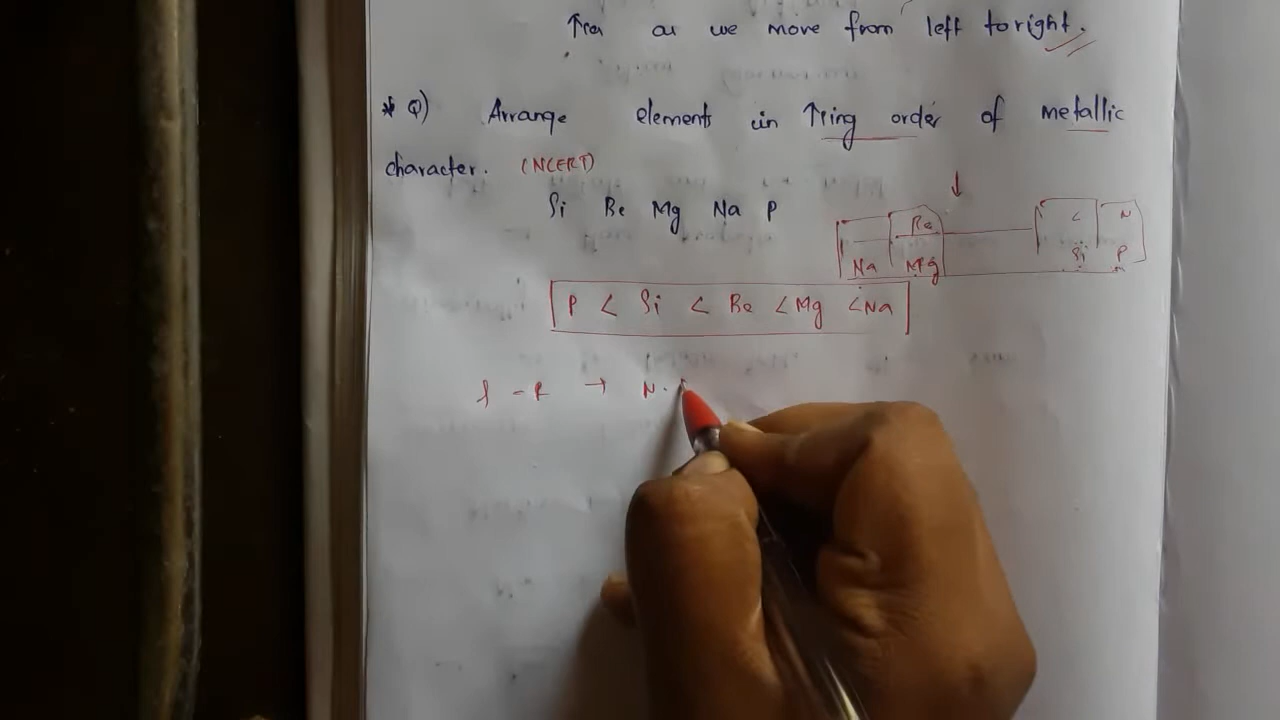 ↑ses as we move from left to right.
* Q) Arrange elements in ↑ing order of metallic
character. (NCERT)
Si Be Mg Na P
Be C N
Na Mg Si P
P < Si < Be < Mg < Na
N.